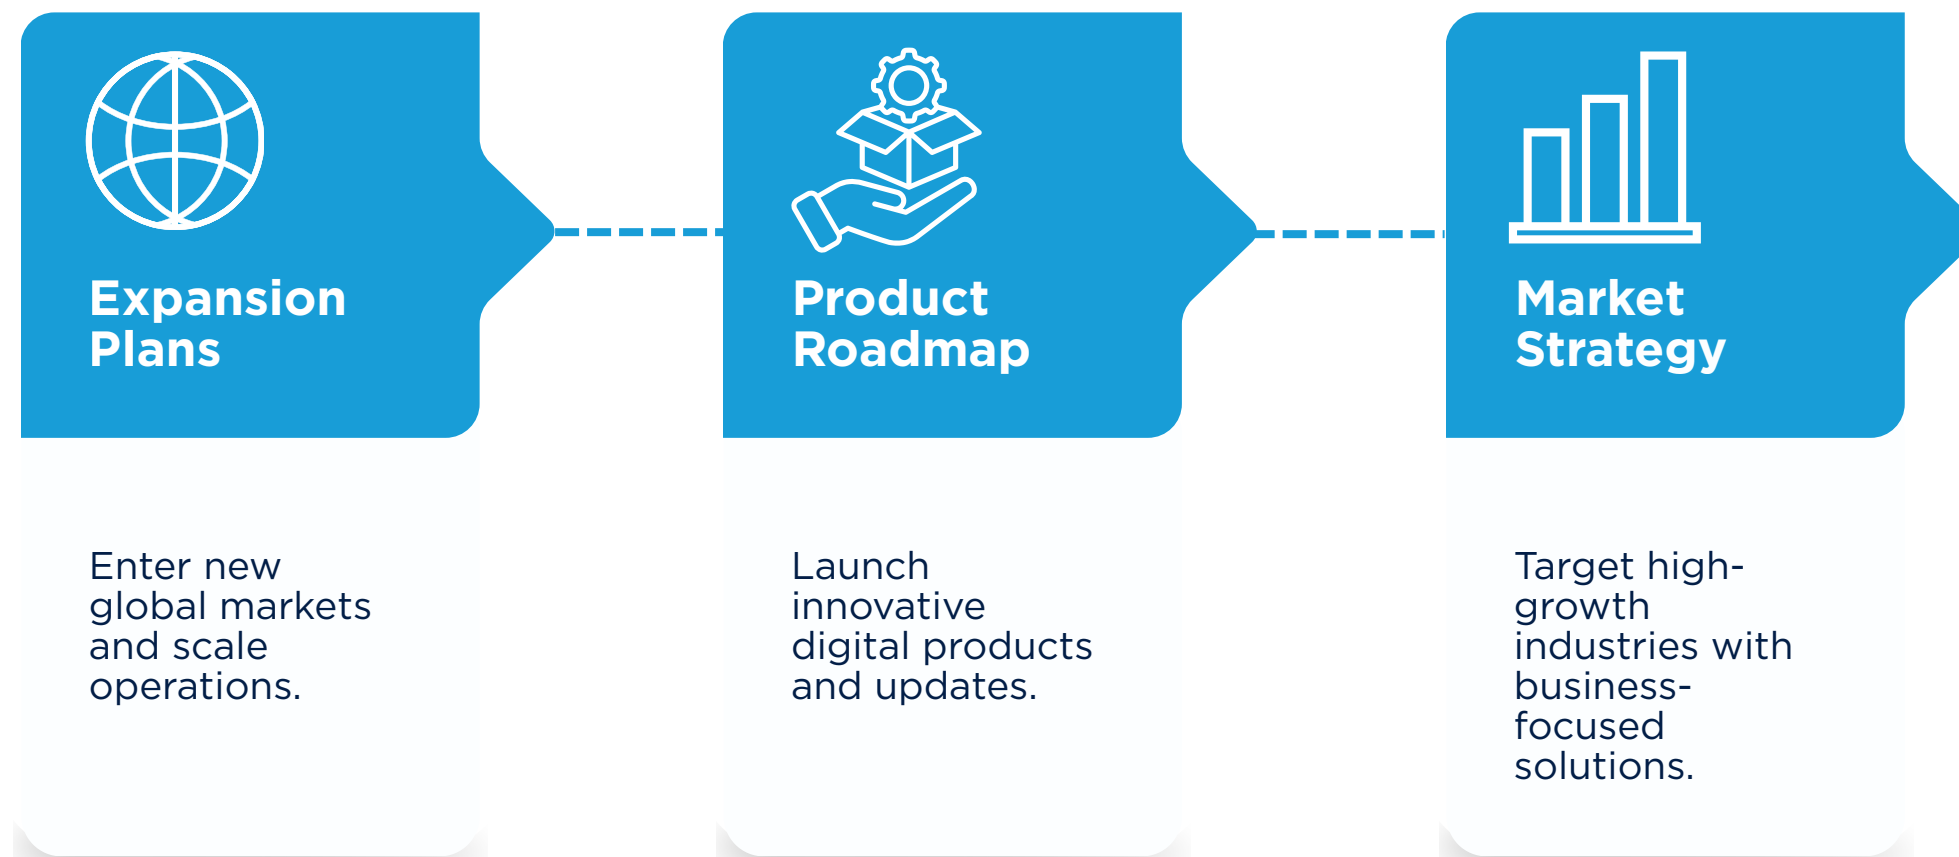 Expansion
Plans
Enter new
global markets
and scale
operations.
Product
Roadmap
Launch
innovative
digital products
and updates.
Market
Strategy
Target high-
growth
industries with
business-
focused
solutions.